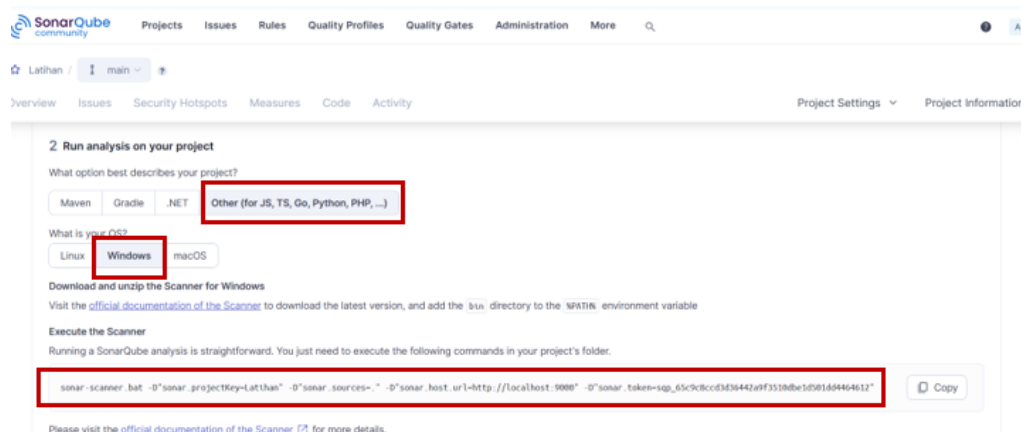 SonarQube community Projects Issues Rules Quality Profiles Quality Gates Administration More
Latihan / main
Overview Issues Security Hotspots Measures Code Activity Project Settings Project Information
2 Run analysis on your project
What option best describes your project?
Maven Gradle .NET Other (for JS, TS, Go, Python, PHP, ...)
What is your OS?
Linux Windows macOS
Download and unzip the Scanner for Windows
Visit the official documentation of the Scanner to download the latest version, and add the bin directory to the %PATH% environment variable
Execute the Scanner
Running a SonarQube analysis is straightforward. You just need to execute the following commands in your project's folder.
sonar-scanner.bat -D"sonar.projectKey=Latihan" -D"sonar.sources=." -D"sonar.host.url=http://localhost:9000" Copy
Please visit the official documentation of the Scanner for more details.